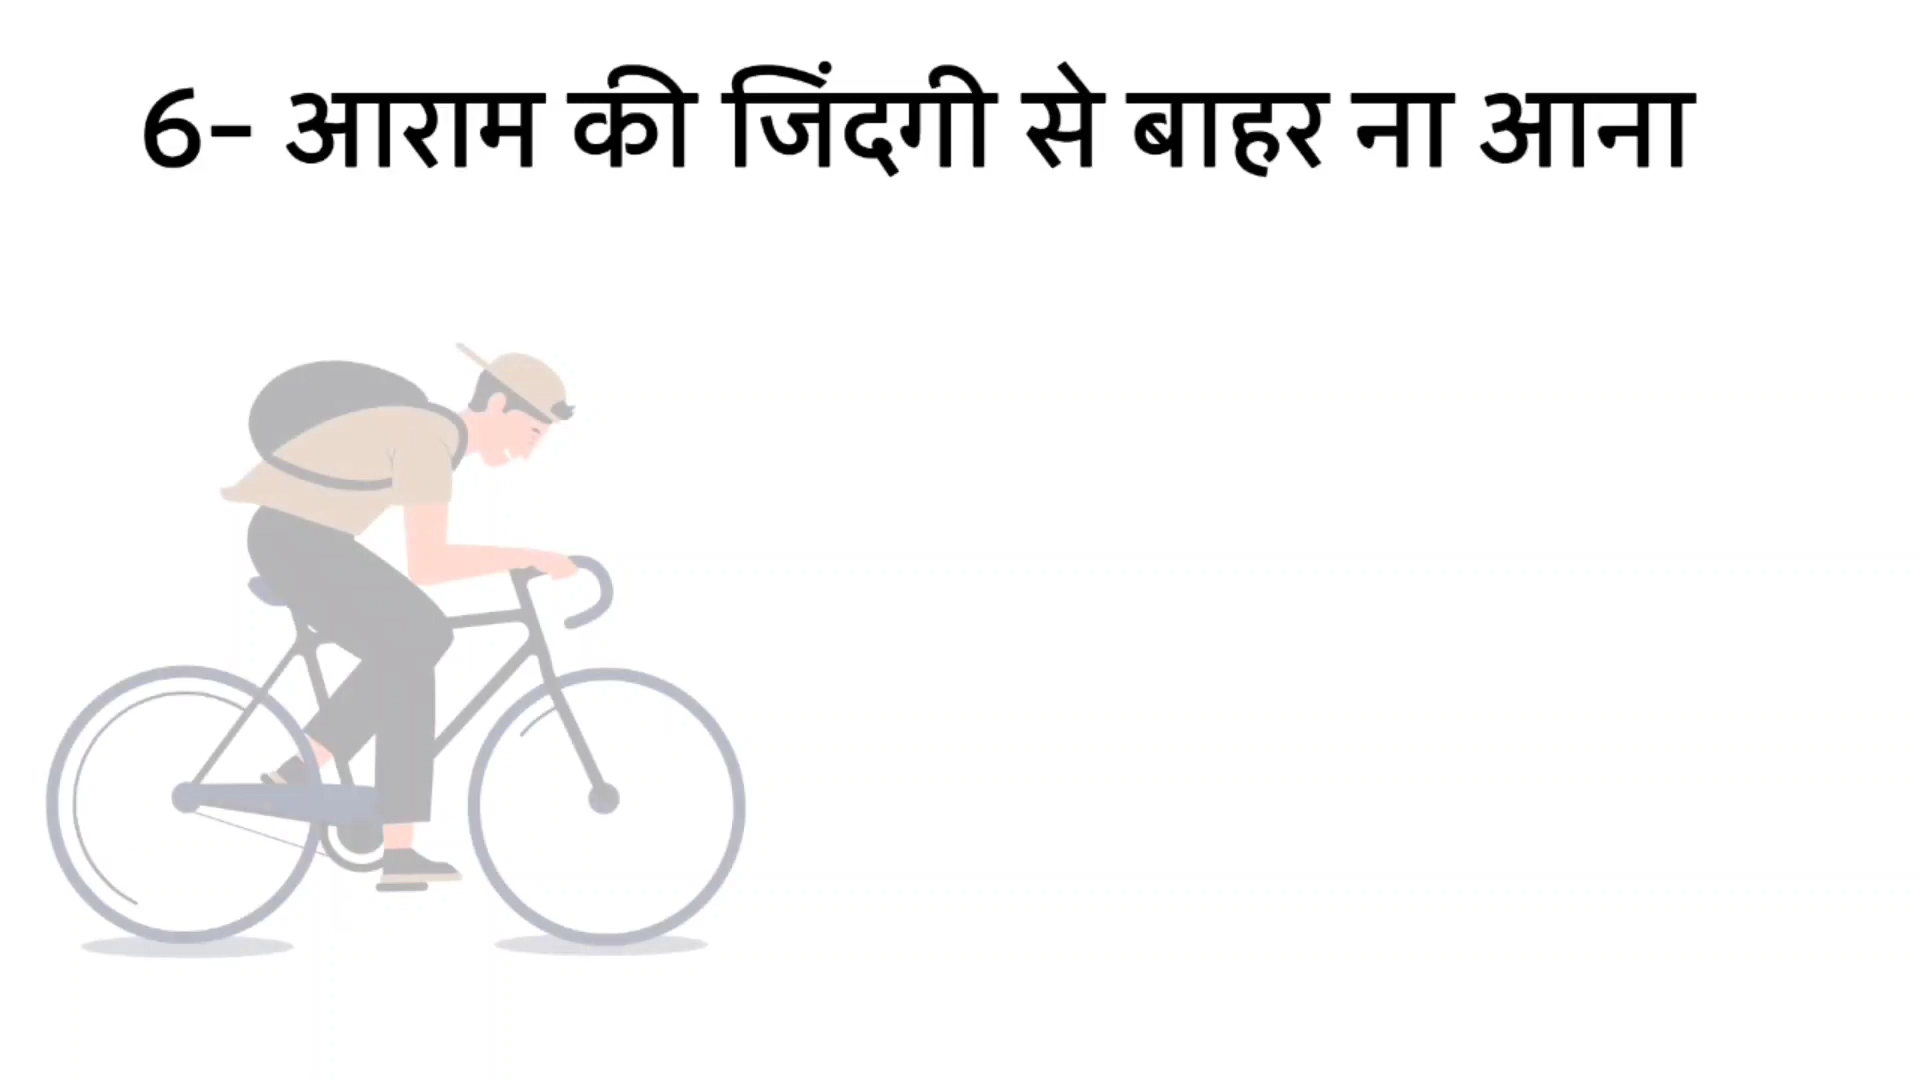 6- आराम की जिंदगी से बाहर ना आना